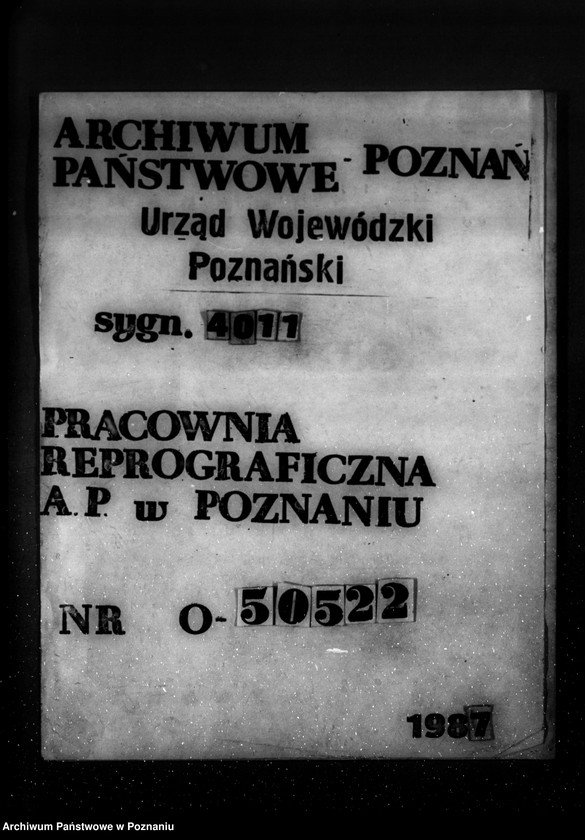 ARCHIWUM
PAŃSTWOWE - POZNAŃ
Urząd Wojewódzki
Poznański
sygn. 4011
PRACOWNIA
REPROGRAFICZNA
A.P. w POZNANIU
NR O-50522
1987
Archiwum Państwowe w Poznaniu